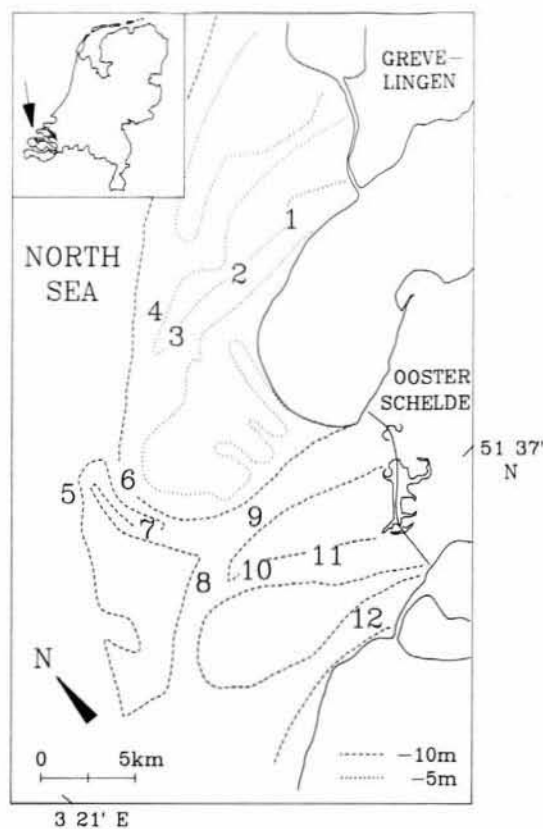 GREVE-
LINGEN
1
NORTH
SEA
2
4
3
OOSTER
SCHELDE
51 37'
N
5
6
7
9
8
10
11
12
N
0
5km
-10m
-5m
3 21' E